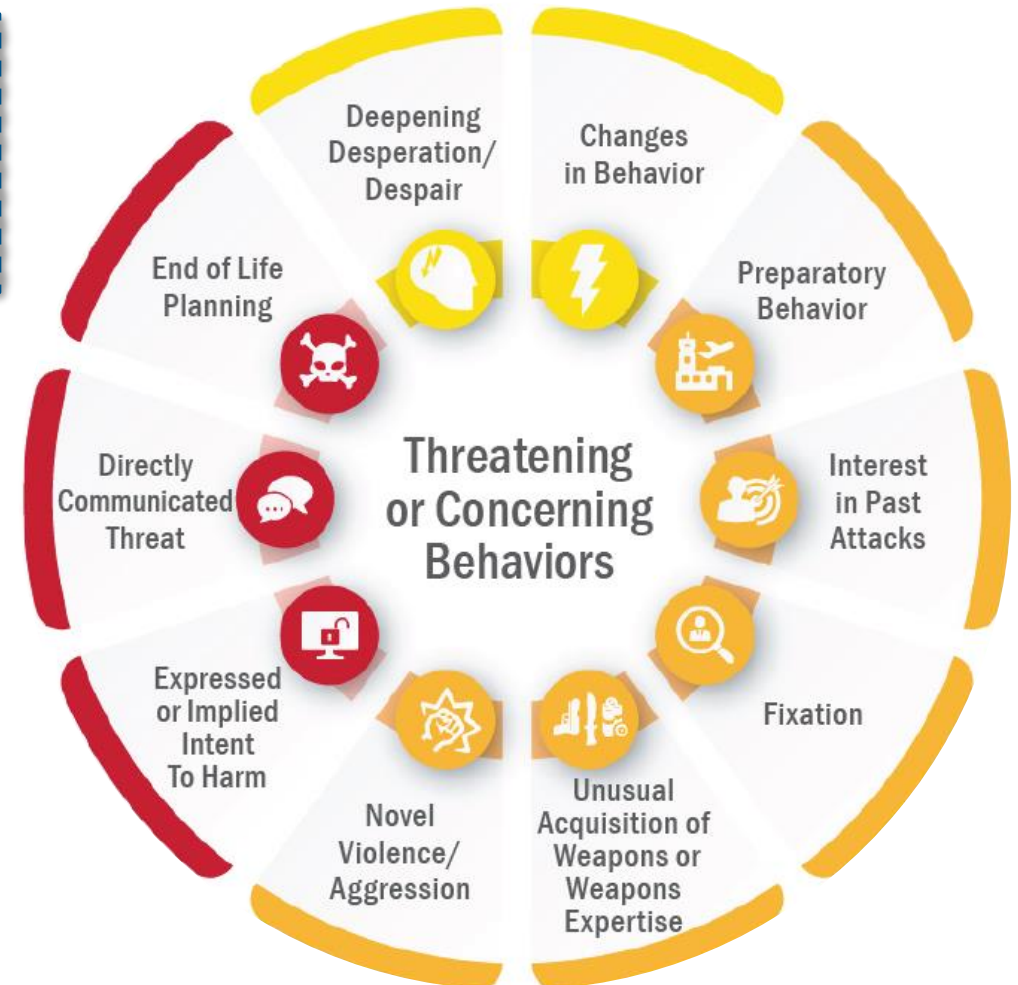 Deepening
Desperation/
Despair
Changes
in Behavior
Preparatory
Behavior
Interest
in Past
Attacks
Fixation
Unusual
Acquisition of
Weapons or
Weapons
Expertise
Novel
Violence/
Aggression
Expressed
or Implied
Intent
To Harm
Directly
Communicated
Threat
End of Life
Planning
Threatening
or Concerning
Behaviors